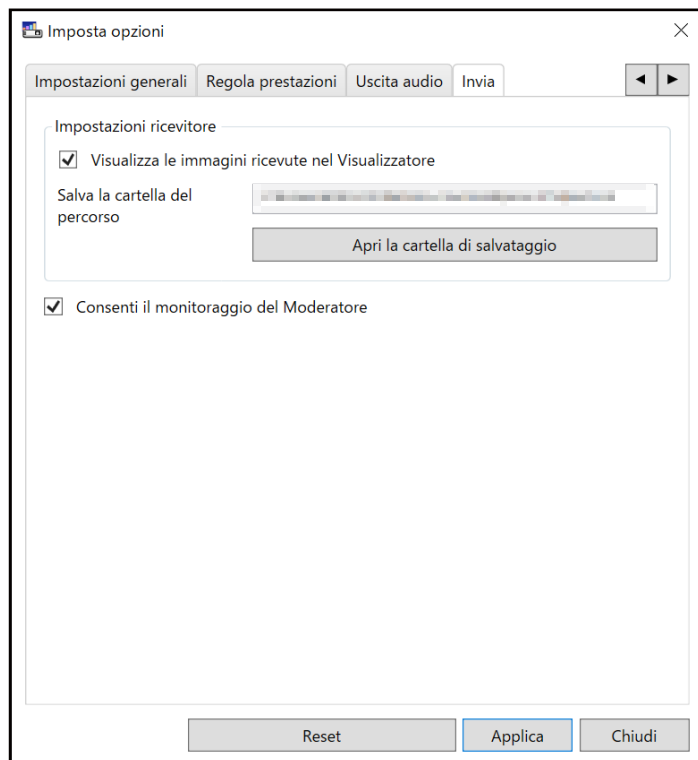 Imposta opzioni
Impostazioni generali Regola prestazioni Uscita audio Invia
Impostazioni ricevitore
Visualizza le immagini ricevute nel Visualizzatore
Salva la cartella del
percorso
Apri la cartella di salvataggio
Consenti il monitoraggio del Moderatore
Reset Applica Chiudi